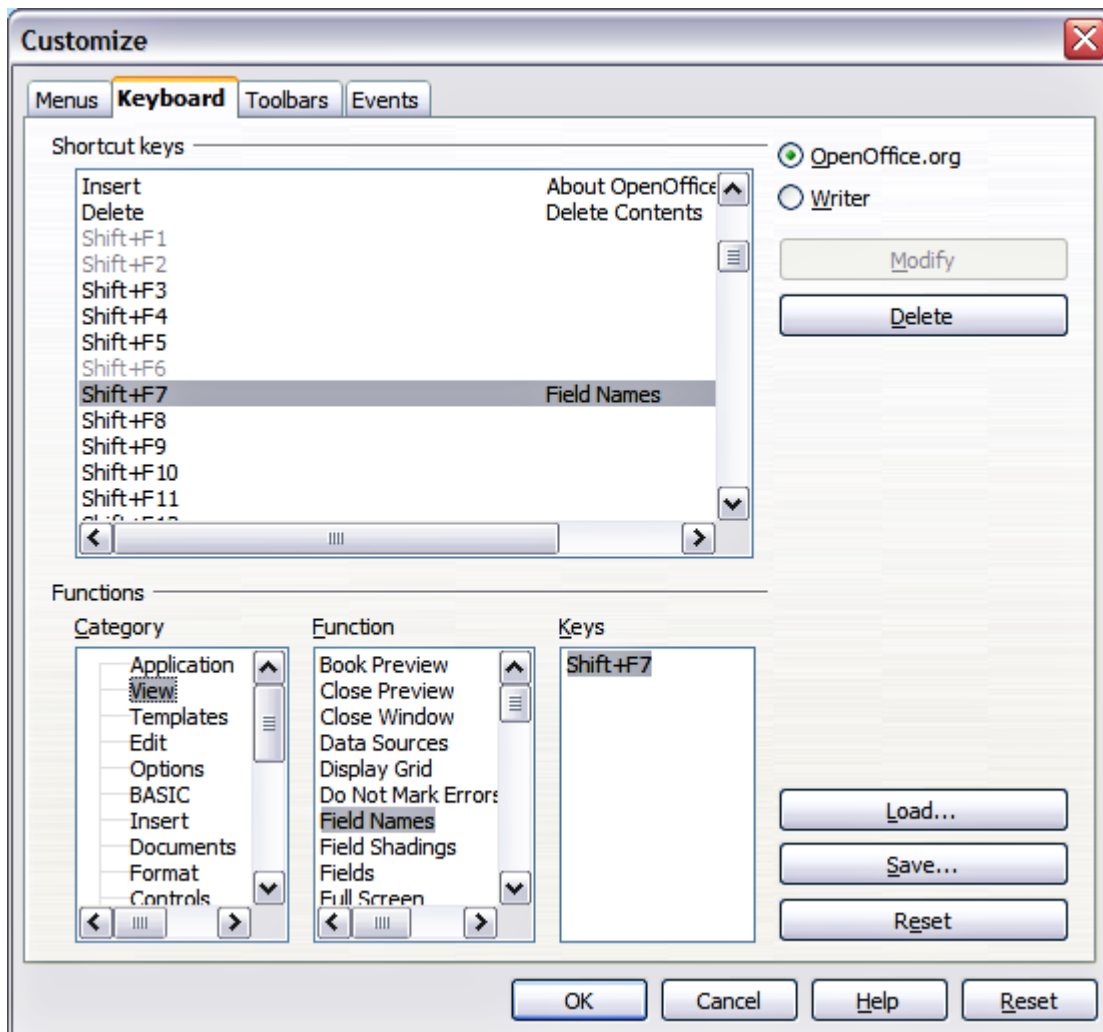 Customize
Menus Keyboard Toolbars Events
Shortcut keys
OpenOffice.org
Writer
Insert About OpenOffice
Delete Delete Contents
Shift+F1
Shift+F2
Shift+F3
Shift+F4
Shift+F5
Shift+F6
Shift+F7 Field Names
Shift+F8
Shift+F9
Shift+F10
Shift+F11
Modify
Delete
Functions
Category
Application
View
Templates
Edit
Options
BASIC
Insert
Documents
Format
Controls
Function
Book Preview
Close Preview
Close Window
Data Sources
Display Grid
Do Not Mark Errors
Field Names
Field Shadings
Fields
Full Screen
Keys
Shift+F7
Load...
Save...
Reset
OK Cancel Help Reset